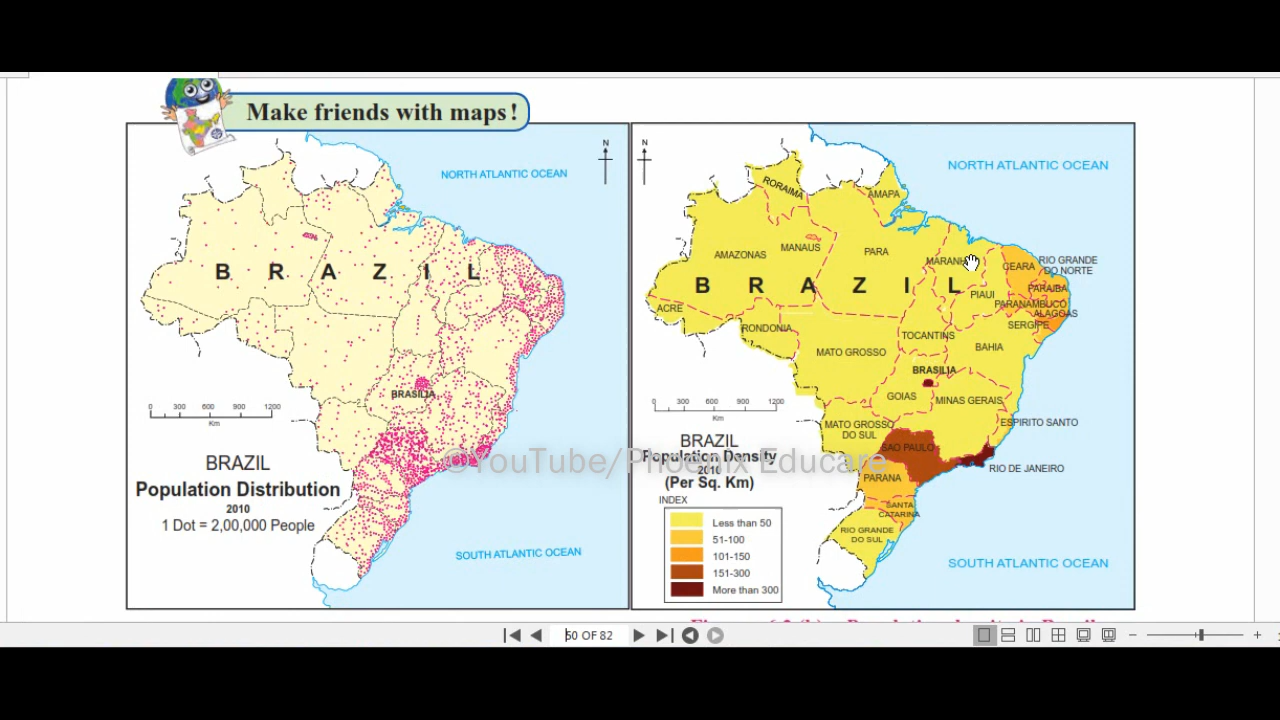 Make friends with maps!
N
NORTH ATLANTIC OCEAN
B R A Z I L
BRASILIA
0 300 600 900 1200
Km
BRAZIL
Population Distribution
2010
1 Dot = 2,00,000 People
SOUTH ATLANTIC OCEAN
N
NORTH ATLANTIC OCEAN
RORAIMA
AMAPA
AMAZONAS
MANAUS
PARA
CEARA
RIO GRANDE
DO NORTE
B R A Z I L
PIAUI
PARAIBA
PARANAMBUCO
ALAGOAS
SERGIPE
ACRE
RONDONIA
TOCANTINS
MATO GROSSO
BAHIA
BRASILIA
GOIAS
MINAS GERAIS
0 300 600 900 1200
Km
MATO GROSSO
DO SUL
ESPIRITO SANTO
SAO PAULO
RIO DE JANEIRO
PARANA
SANTA
CATARINA
RIO GRANDE
DO SUL
BRAZIL
Population Density
2010
(Per Sq. Km)
INDEX
Less than 50
51-100
101-150
151-300
More than 300
SOUTH ATLANTIC OCEAN
©YouTube/Phoenix Educare
60 OF 82